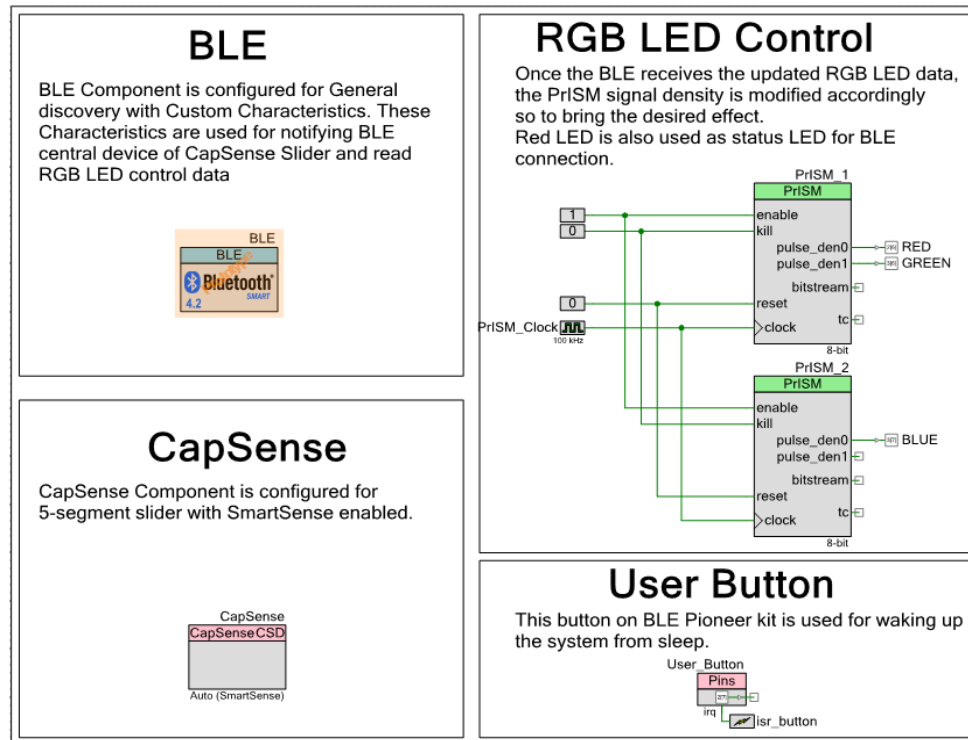 BLE
BLE Component is configured for General
discovery with Custom Characteristics. These
Characteristics are used for notifying BLE
central device of CapSense Slider and read
RGB LED control data
BLE
BLE
Prototype
Bluetooth®
SMART
4.2
CapSense
CapSense Component is configured for
5-segment slider with SmartSense enabled.
CapSense
CapSense CSD
Auto (SmartSense)
RGB LED Control
Once the BLE receives the updated RGB LED data,
the PrISM signal density is modified accordingly
so to bring the desired effect.
Red LED is also used as status LED for BLE
connection.
PrISM_1
PrISM
1
enable
0
kill
pulse_den0
RED
pulse_den1
GREEN
bitstream
0
reset
tc
PrISM_Clock
clock
100 kHz
8-bit
PrISM_2
PrISM
enable
kill
pulse_den0
BLUE
pulse_den1
bitstream
reset
tc
clock
8-bit
User Button
This button on BLE Pioneer kit is used for waking up
the system from sleep.
User_Button
Pins
irq
isr_button